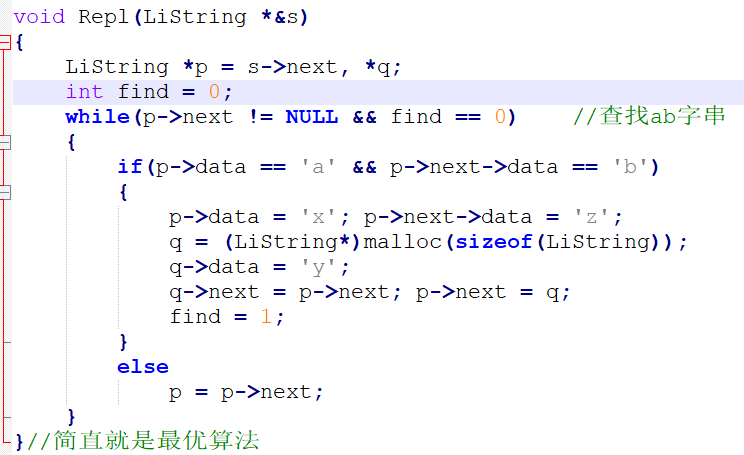 void Repl(LiString *&s)
{
    LiString *p = s->next, *q;
    int find = 0;
    while(p->next != NULL && find == 0)    //查找ab字串
    {
        if(p->data == 'a' && p->next->data == 'b')
        {
            p->data = 'x'; p->next->data = 'z';
            q = (LiString*)malloc(sizeof(LiString));
            q->data = 'y';
            q->next = p->next; p->next = q;
            find = 1;
        }
        else
            p = p->next;
    }
}//简直就是最优算法